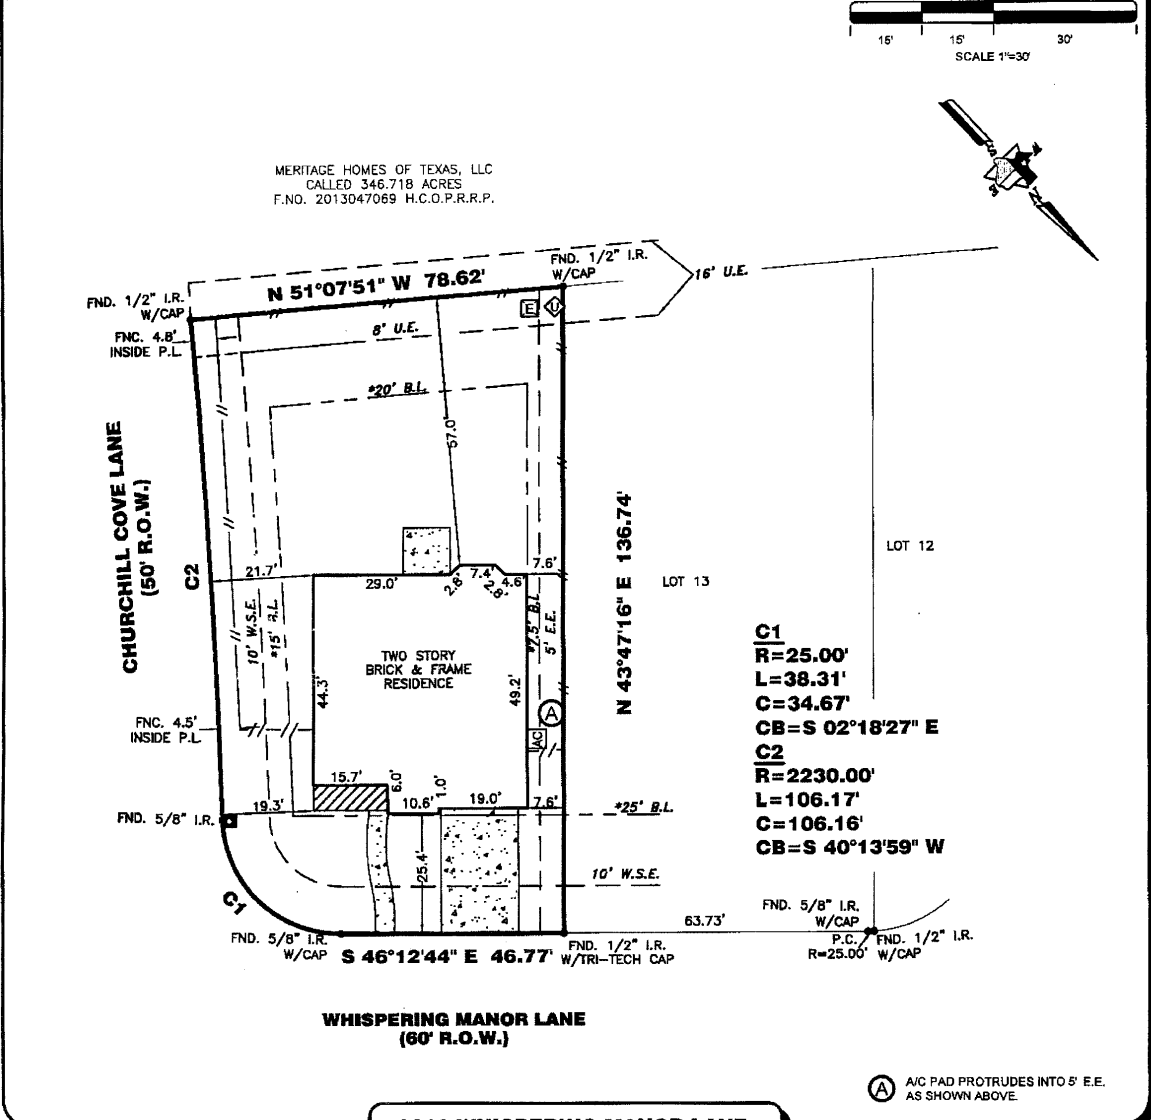 15' 15' 30'
SCALE 1"=30'
MERITAGE HOMES OF TEXAS, LLC
CALLED 346.718 ACRES
F.NO. 2013047069 H.C.O.P.R.R.P.
FND. 1/2" I.R.
W/CAP
16' U.E.
N 51°07'51" W 78.62'
FND. 1/2" I.R.
W/CAP
E U
FNC. 4.8'
INSIDE P.L.
8' U.E.
*20' B.L.
57.0'
CHURCHILL COVE LANE
(50' R.O.W.)
C2
N 43°47'16" E 136.74'
LOT 12
LOT 13
21.7'
29.0'
2.8'
7.4'
2.8'
4.6'
7.6'
10' W.S.E.
*15' B.L.
*7.5' B.L.
5' E.E.
TWO STORY
BRICK & FRAME
RESIDENCE
44.3'
49.2'
A
AC
C1
R=25.00'
L=38.31'
C=34.67'
CB=S 02°18'27" E
C2
R=2230.00'
L=106.17'
C=106.16'
CB=S 40°13'59" W
FNC. 4.5'
INSIDE P.L.
15.7'
6.0'
1.0'
19.3'
10.6'
19.0'
7.6'
*25' B.L.
FND. 5/8" I.R.
25.4'
10' W.S.E.
C1
FND. 5/8" I.R.
W/CAP
63.73'
FND. 5/8" I.R.
W/CAP
S 46°12'44" E 46.77'
FND. 1/2" I.R.
W/TRI-TECH CAP
P.C.
R=25.00'
FND. 1/2" I.R.
W/CAP
WHISPERING MANOR LANE
(60' R.O.W.)
A A/C PAD PROTRUDES INTO 5' E.E.
AS SHOWN ABOVE.
WHISPERING MANOR LANE